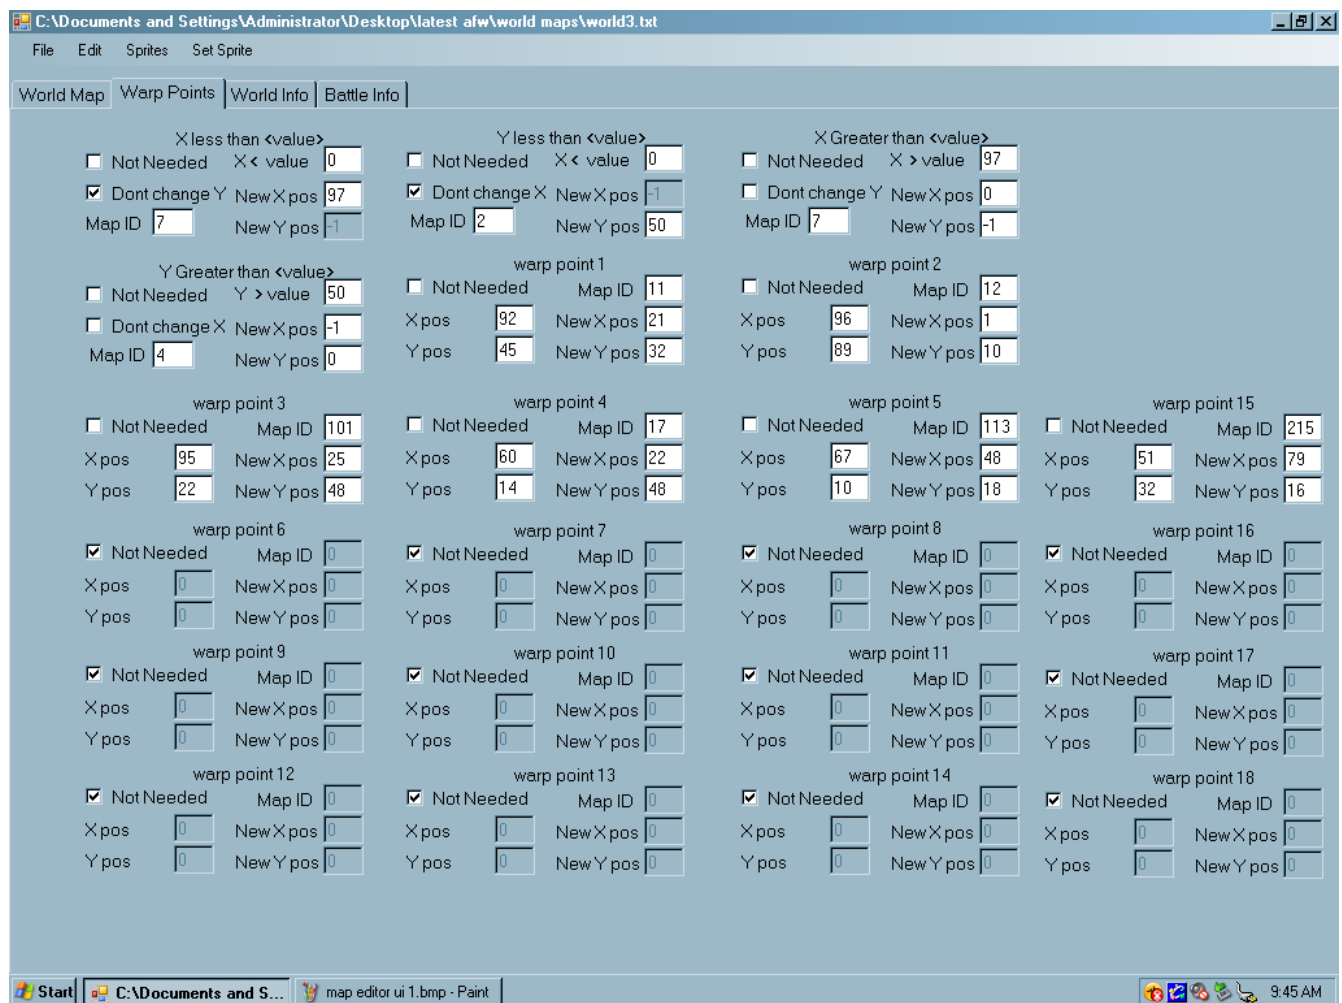 C:\Documents and Settings\Administrator\Desktop\latest afw\world maps\world3.txt
File Edit Sprites Set Sprite
World Map Warp Points World Info Battle Info
X less than <value> Y less than <value> X Greater than <value>
Not Needed X < value 0 Not Needed X < value 0 Not Needed X > value 97
Dont change Y New X pos 97 Dont change X New X pos -1 Dont change Y New X pos 0
Map ID 7 New Y pos -1 Map ID 2 New Y pos 50 Map ID 7 New Y pos -1
Y Greater than <value> warp point 1 warp point 2
Not Needed Y > value 50 Not Needed Map ID 11 Not Needed Map ID 12
Dont change X New X pos -1 X pos 92 New X pos 21 X pos 96 New X pos 1
Map ID 4 New Y pos 0 Y pos 45 New Y pos 32 Y pos 89 New Y pos 10
warp point 3 warp point 4 warp point 5 warp point 15
Not Needed Map ID 101 Not Needed Map ID 17 Not Needed Map ID 113 Not Needed Map ID 215
X pos 95 New X pos 25 X pos 60 New X pos 22 X pos 67 New X pos 48 X pos 51 New X pos 79
Y pos 22 New Y pos 48 Y pos 14 New Y pos 48 Y pos 10 New Y pos 18 Y pos 32 New Y pos 16
warp point 6 warp point 7 warp point 8 warp point 16
Not Needed Map ID 0 Not Needed Map ID 0 Not Needed Map ID 0 Not Needed Map ID 0
X pos 0 New X pos 0 X pos 0 New X pos 0 X pos 0 New X pos 0 X pos 0 New X pos 0
Y pos 0 New Y pos 0 Y pos 0 New Y pos 0 Y pos 0 New Y pos 0 Y pos 0 New Y pos 0
warp point 9 warp point 10 warp point 11 warp point 17
Not Needed Map ID 0 Not Needed Map ID 0 Not Needed Map ID 0 Not Needed Map ID 0
X pos 0 New X pos 0 X pos 0 New X pos 0 X pos 0 New X pos 0 X pos 0 New X pos 0
Y pos 0 New Y pos 0 Y pos 0 New Y pos 0 Y pos 0 New Y pos 0 Y pos 0 New Y pos 0
warp point 12 warp point 13 warp point 14 warp point 18
Not Needed Map ID 0 Not Needed Map ID 0 Not Needed Map ID 0 Not Needed Map ID 0
X pos 0 New X pos 0 X pos 0 New X pos 0 X pos 0 New X pos 0 X pos 0 New X pos 0
Y pos 0 New Y pos 0 Y pos 0 New Y pos 0 Y pos 0 New Y pos 0 Y pos 0 New Y pos 0
Start C:\Documents and S... map editor ui 1.bmp - Paint 9:45 AM